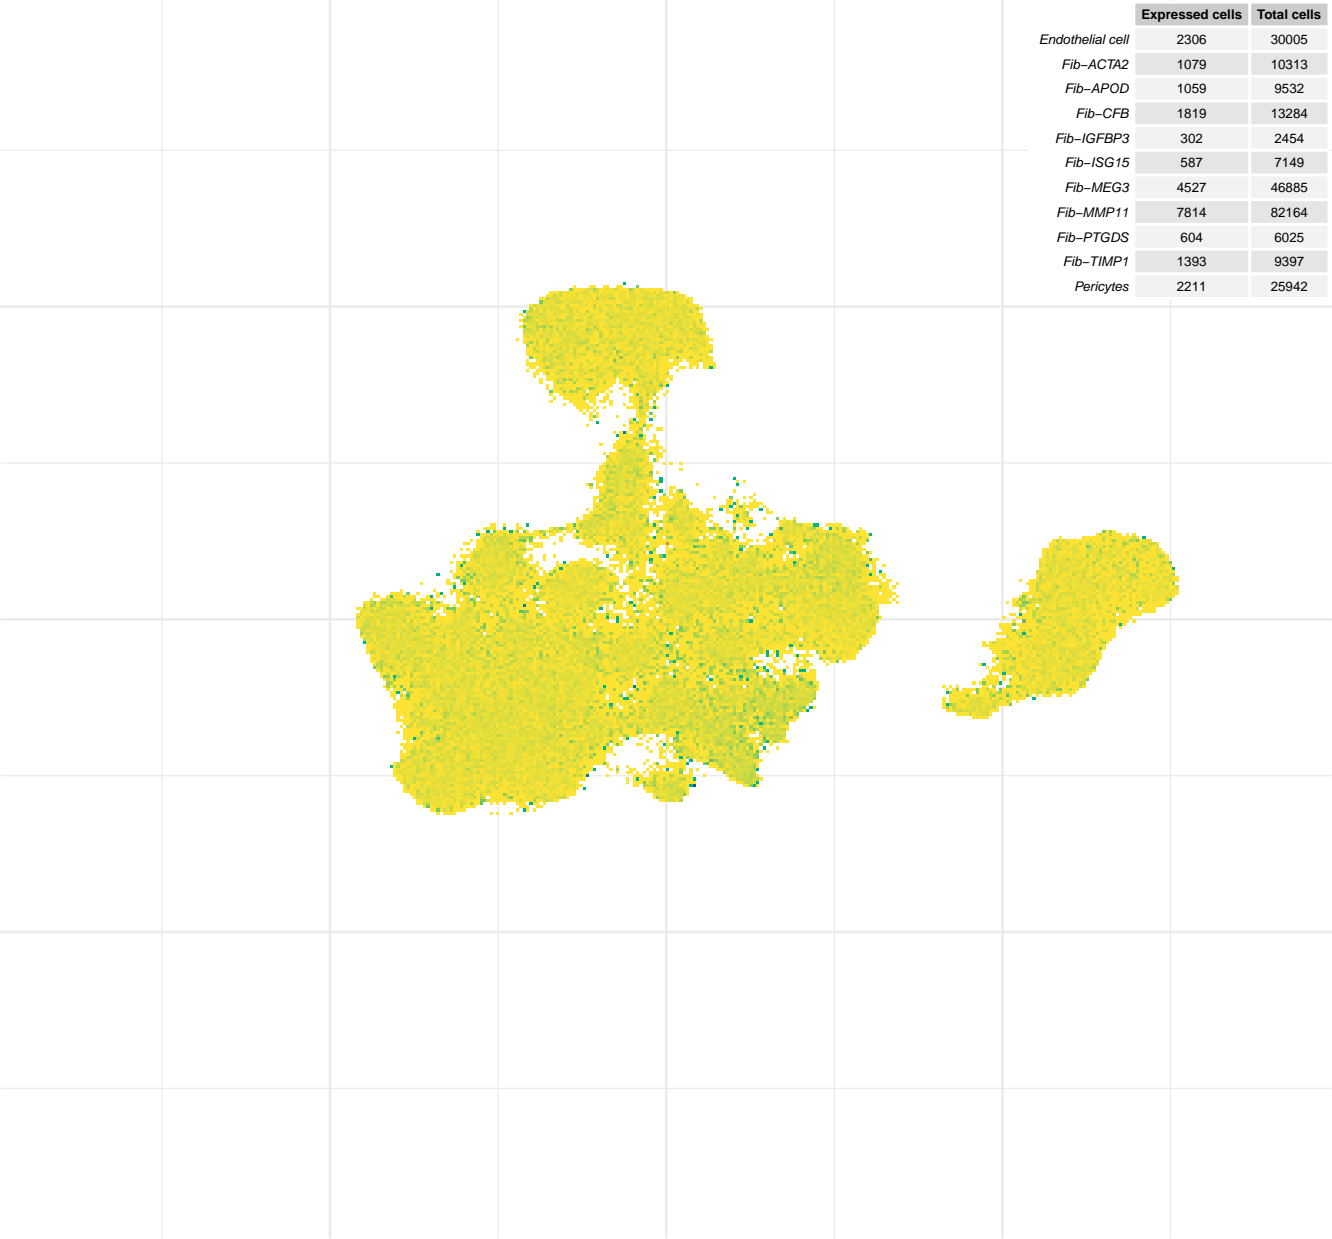 Expressed cells Total cells
Endothelial cell 2306 30005
Fib−ACTA2 1079 10313
Fib−APOD 1059 9532
Fib−CFB 1819 13284
Fib−IGFBP3 302 2454
Fib−ISG15 587 7149
Fib−MEG3 4527 46885
Fib−MMP11 7814 82164
Fib−PTGDS 604 6025
Fib−TIMP1 1393 9397
Pericytes 2211 25942